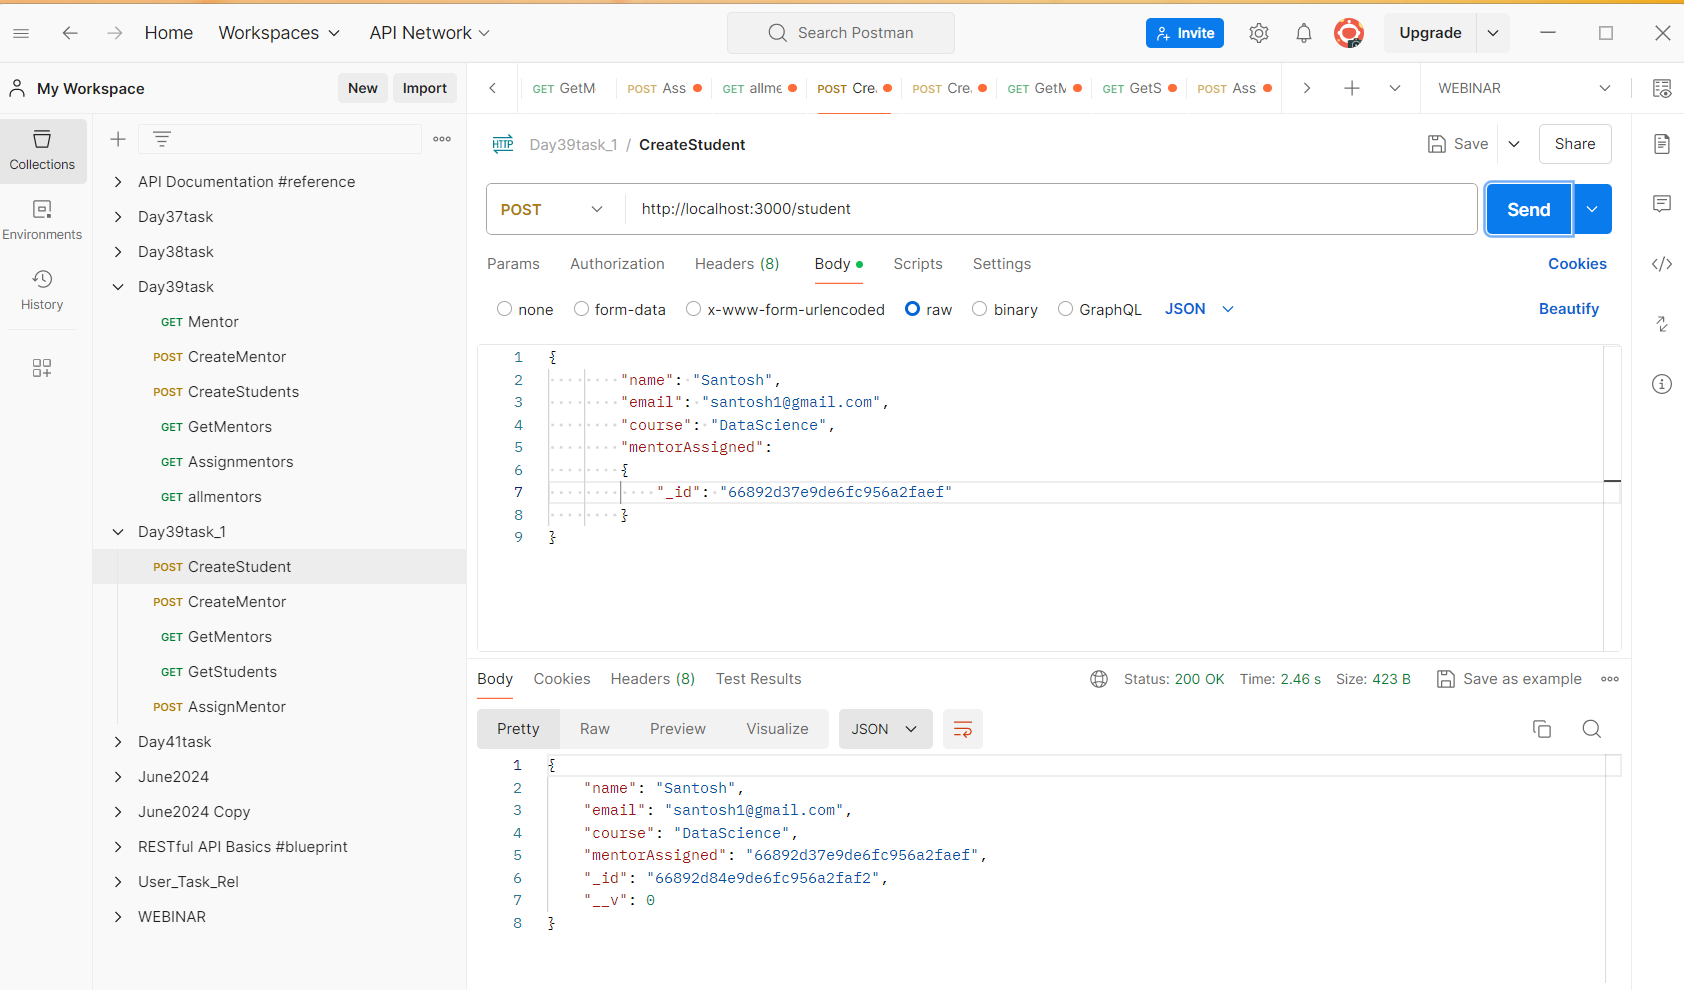 Home
Workspaces
API Network
Search Postman
Invite
Upgrade
My Workspace
New
Import
GET GetM
POST Ass
GET allme
POST Cre
POST Cre
GET GetM
GET GetS
POST Ass
WEBINAR
Collections
Environments
History
API Documentation #reference
Day37task
Day38task
Day39task
GET Mentor
POST CreateMentor
POST CreateStudents
GET GetMentors
GET Assignmentors
GET allmentors
Day39task_1
POST CreateStudent
POST CreateMentor
GET GetMentors
GET GetStudents
POST AssignMentor
Day41task
June2024
June2024 Copy
RESTful API Basics #blueprint
User_Task_Rel
WEBINAR
HTTP Day39task_1 / CreateStudent
Save
Share
POST http://localhost:3000/student
Send
Params Authorization Headers (8) Body Scripts Settings Cookies
none form-data x-www-form-urlencoded raw binary GraphQL JSON Beautify
1 {
2 "name": "Santosh",
3 "email": "santosh1@gmail.com",
4 "course": "DataScience",
5 "mentorAssigned":
6 {
7 "_id": "66892d37e9de6fc956a2faef"
8 }
9 }
Body Cookies Headers (8) Test Results Status: 200 OK Time: 2.46 s Size: 423 B Save as example
Pretty Raw Preview Visualize JSON
1 {
2 "name": "Santosh",
3 "email": "santosh1@gmail.com",
4 "course": "DataScience",
5 "mentorAssigned": "66892d37e9de6fc956a2faef",
6 "_id": "66892d84e9de6fc956a2faf2",
7 "__v": 0
8 }